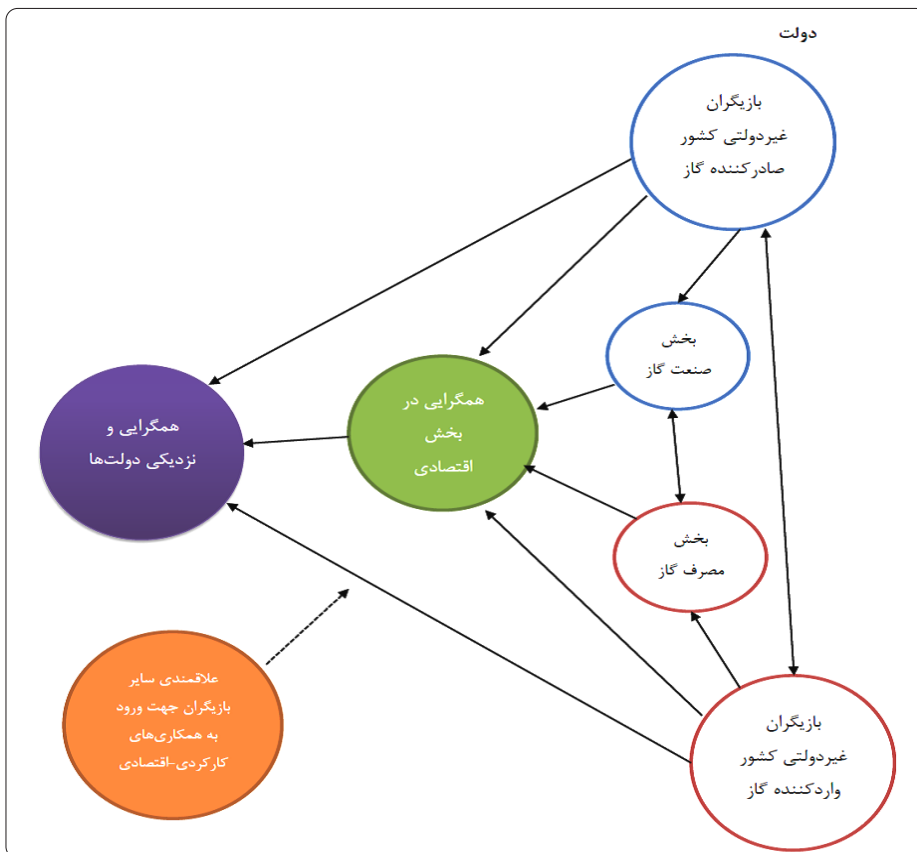 دولت
بازیگران
غیردولتی کشور
صادرکننده گاز
بخش
صنعت گاز
همگرایی در
بخش
اقتصادی
همگرایی و
نزدیکی دولت‌ها
بخش
مصرف گاز
علاقمندی سایر
بازیگران جهت ورود
به همکاری‌های
کارکردی-اقتصادی
بازیگران
غیردولتی کشور
واردکننده گاز